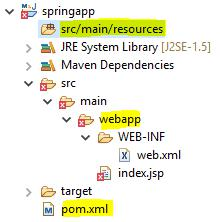 springapp
src/main/resources
JRE System Library [J2SE-1.5]
Maven Dependencies
src
main
webapp
WEB-INF
web.xml
index.jsp
target
pom.xml